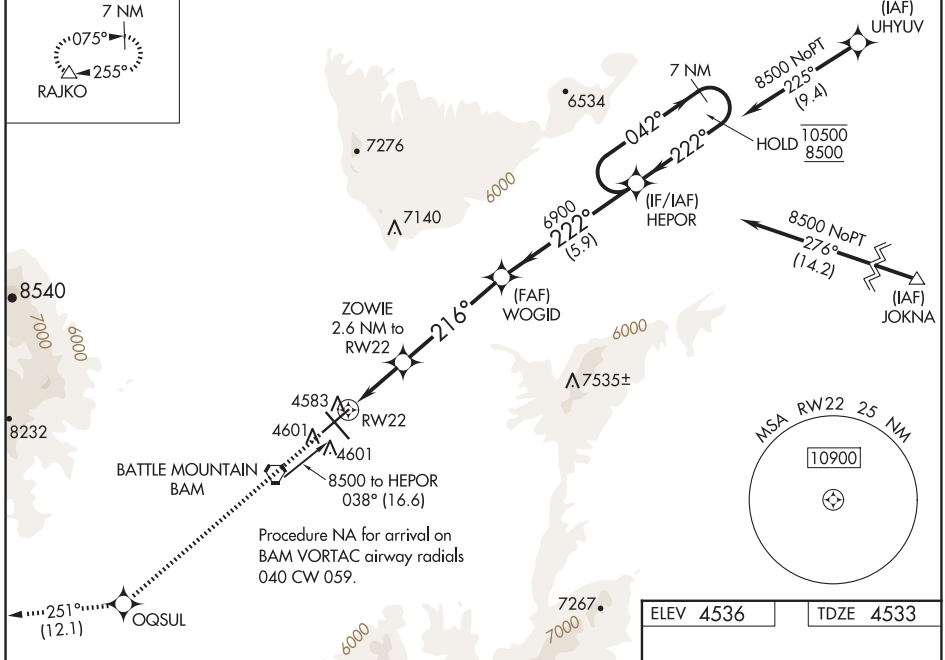 7 NM
075°
255°
RAJKO
(IAF)
UHYUV
8500 NoPT
225°
(9.4)
7 NM
6534
042°
222°
HOLD 10500
8500
7276
6000
(IF/IAF)
HEPOR
7140
6900
222°
(5.9)
8500 NoPT
276°
(14.2)
(IAF)
JOKNA
(FAF)
WOGID
8540
7000
6000
ZOWIE
2.6 NM to
RW22
216°
6000
7535±
8232
4583
RW22
4601
4601
MSA RW22 25 NM
10900
BATTLE MOUNTAIN
BAM
8500 to HEPOR
038° (16.6)
Procedure NA for arrival on
BAM VORTAC airway radials
040 CW 059.
251°
(12.1)
OQSUL
7267
7000
6000
ELEV 4536
TDZE 4533